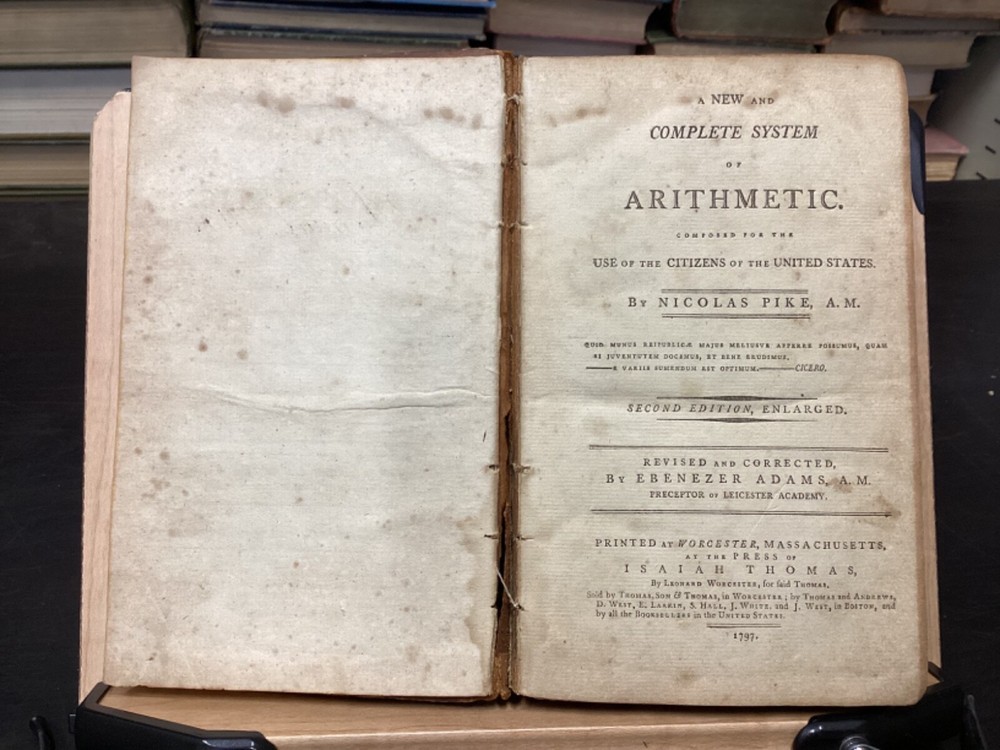 A NEW AND
COMPLETE SYSTEM
OF
ARITHMETIC.
COMPOSED FOR THE
USE OF THE CITIZENS OF THE UNITED STATES.
By NICOLAS PIKE, A.M.
QUID MUNUS REIPUBLICÆ MAJUS MELIUSVE AFFERRE POSSUMUS, QUAM
SI JUVENTUTEM DOCEMUS, ET BENE ERUDIMUS.
——E VARIIS SUMENDUM EST OPTIMUM.——CICERO.
SECOND EDITION, ENLARGED.
REVISED AND CORRECTED,
By EBENEZER ADAMS, A.M.
PRECEPTOR OF LEICESTER ACADEMY.
PRINTED AT WORCESTER, MASSACHUSETTS,
AT THE PRESS OF
ISAIAH THOMAS,
By LEONARD WORCESTER, for ſaid THOMAS.
Sold by THOMAS, SON & THOMAS, in WORCESTER; by THOMAS and ANDREWS,
D. WEST, E. LARKIN, S. HALL, J. WHITE, and J. WEST, in BOSTON, and
by all the BOOKSELLERS in the UNITED STATES.
1797.